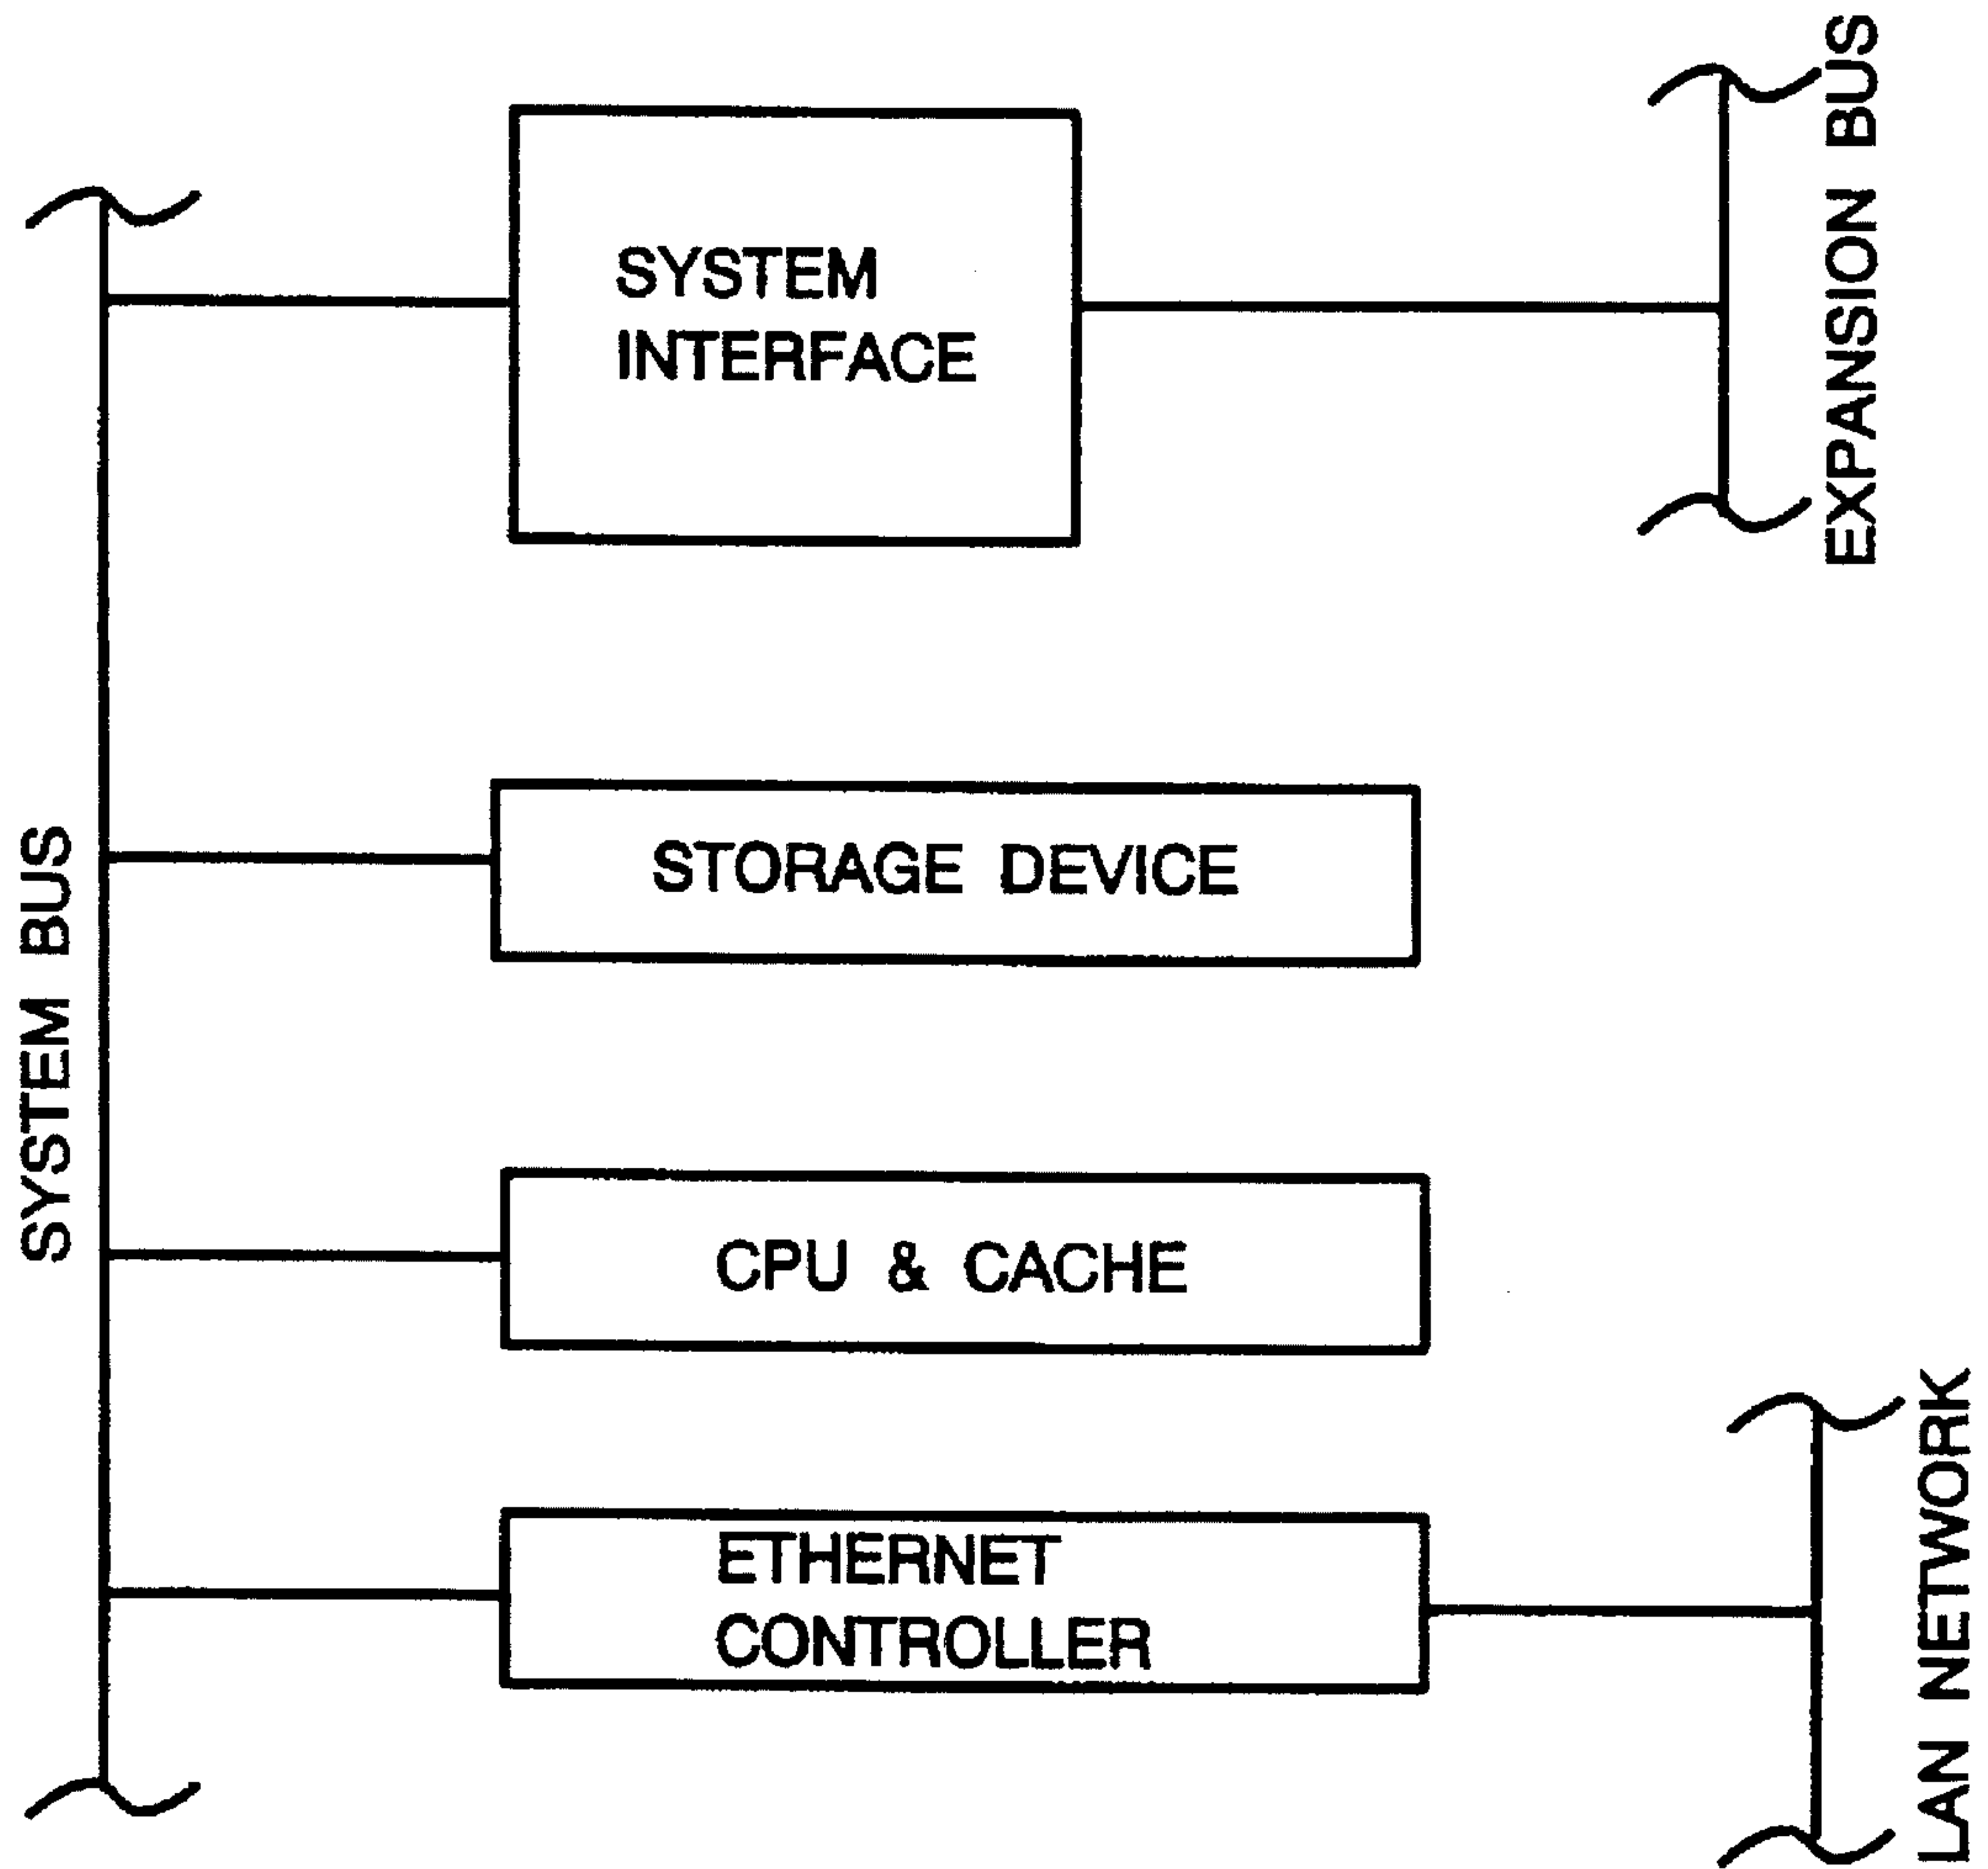 SYSTEM BUS
SYSTEM
INTERFACE
EXPANSION BUS
STORAGE DEVICE
CPU & CACHE
ETHERNET
CONTROLLER
LAN NETWORK